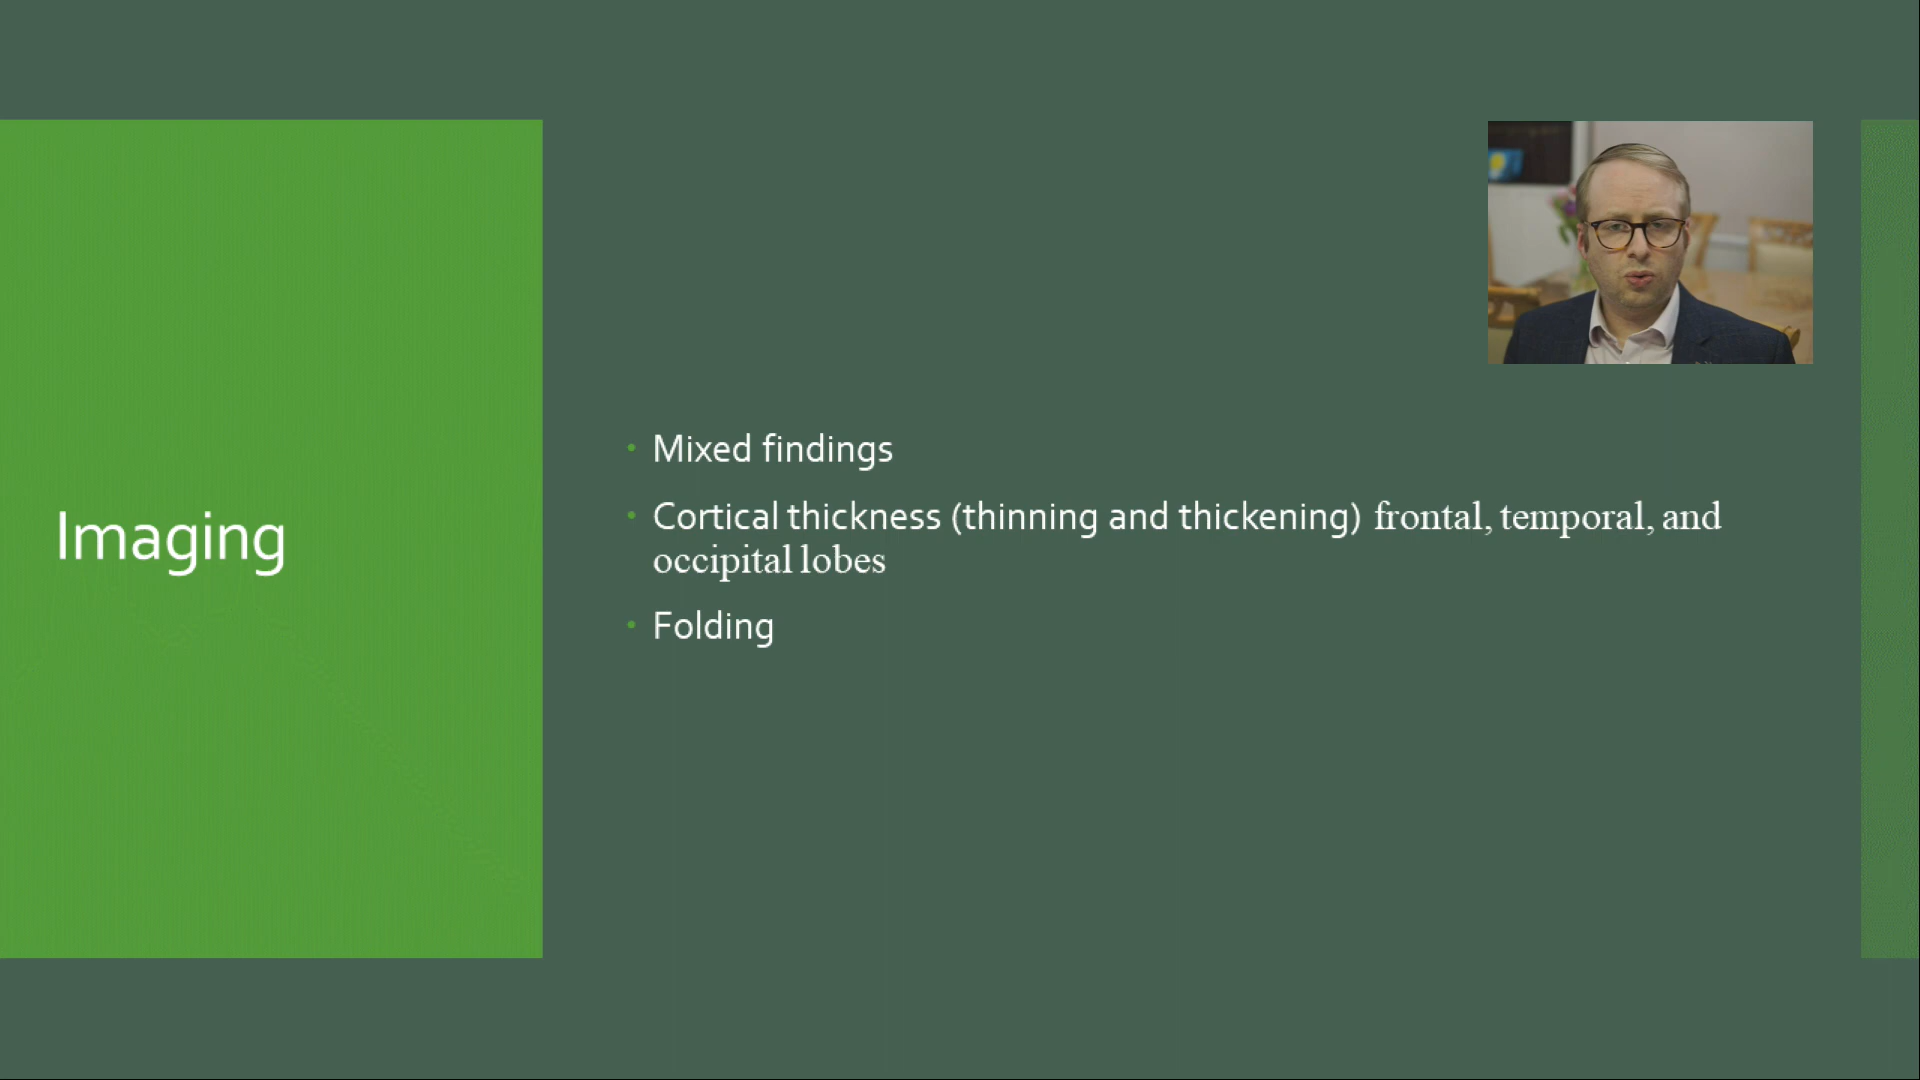 Imaging
• Mixed findings
• Cortical thickness (thinning and thickening) frontal, temporal, and
occipital lobes
• Folding